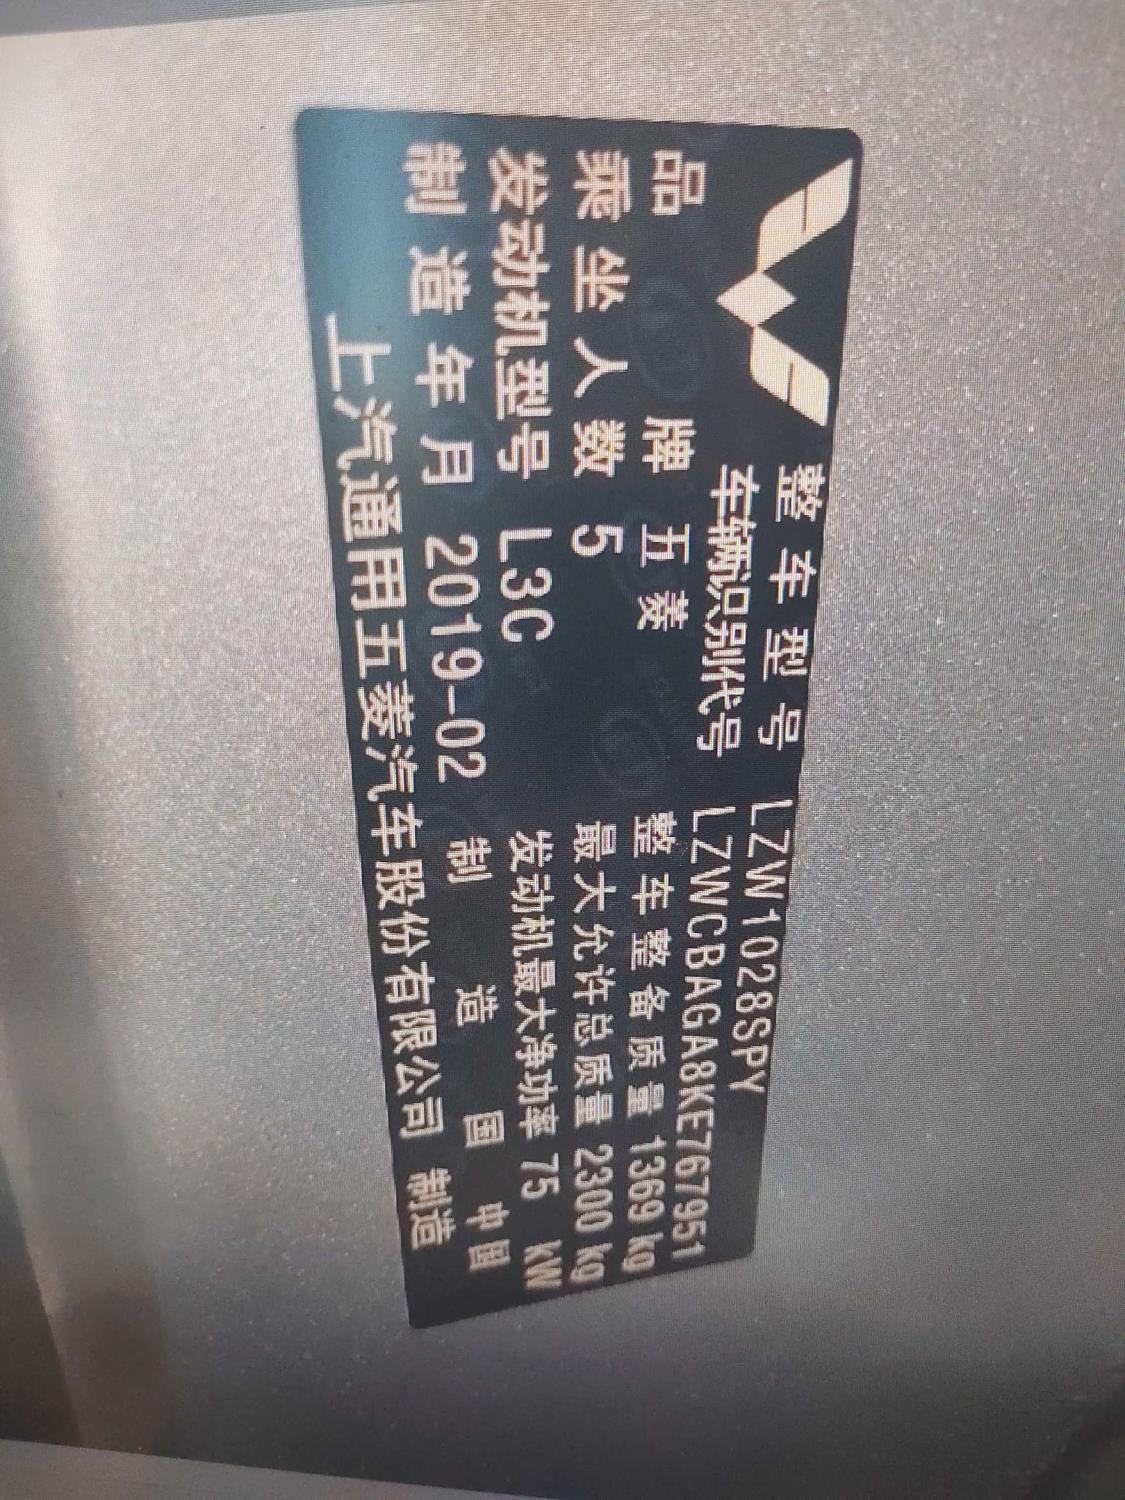 整车型号 LZW1028SPY
车辆识别代号 LZWCBAGA8KE767951
品牌 五菱 整车整备质量 1369 kg
乘坐人数 5 最大允许总质量 2300 kg
发动机型号 L3C 发动机最大净功率 75 kW
制造年月 2019-02 制造国 中国
上汽通用五菱汽车股份有限公司 制造